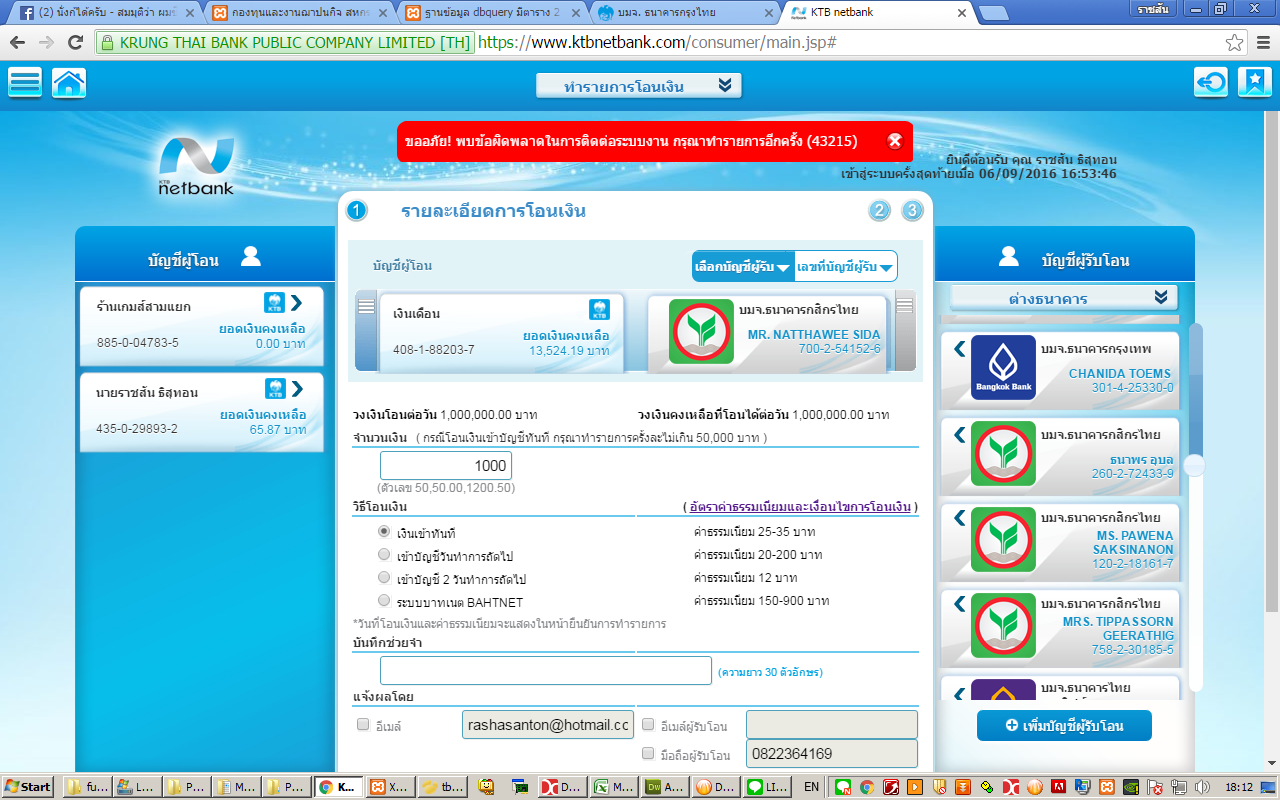 (2) นั่งก็ได้ครับ - สมมุติว่า ผมข
กองทุนและงานฌาปนกิจ สหก
ฐานข้อมูล dbquery มีตาราง 2
บมจ. ธนาคารกรุงไทย
KTB netbank
ราชสัน
KRUNG THAI BANK PUBLIC COMPANY LIMITED [TH] https://www.ktbnetbank.com/consumer/main.jsp#
ทำรายการโอนเงิน
ขออภัย! พบข้อผิดพลาดในการติดต่อระบบงาน กรุณาทำรายการอีกครั้ง (43215)
ยินดีต้อนรับ คุณ ราชสัน ธิสุทอน
เข้าสู่ระบบครั้งสุดท้ายเมื่อ 06/09/2016 16:53:46
KTB
netbank
1 รายละเอียดการโอนเงิน 2 3
บัญชีผู้โอน
ร้านเกมส์สามแยก
KTB
ยอดเงินคงเหลือ
0.00 บาท
885-0-04783-5
นายราชสัน ธิสุทอน
KTB
ยอดเงินคงเหลือ
65.87 บาท
435-0-29893-2
บัญชีผู้โอน
เลือกบัญชีผู้รับ เลขที่บัญชีผู้รับ
เงินเดือน
KTB
ยอดเงินคงเหลือ
13,524.19 บาท
408-1-88203-7
บมจ.ธนาคารกสิกรไทย
MR. NATTHAWEE SIDA
700-2-54152-6
วงเงินโอนต่อวัน 1,000,000.00 บาท วงเงินคงเหลือที่โอนได้ต่อวัน 1,000,000.00 บาท
จำนวนเงิน ( กรณีโอนเงินเข้าบัญชีทันที กรุณาทำรายการครั้งละไม่เกิน 50,000 บาท )
1000
(ตัวเลข 50,50.00,1200.50)
วิธีโอนเงิน ( อัตราค่าธรรมเนียมและเงื่อนไขการโอนเงิน )
เงินเข้าทันที ค่าธรรมเนียม 25-35 บาท
เข้าบัญชีวันทำการถัดไป ค่าธรรมเนียม 20-200 บาท
เข้าบัญชี 2 วันทำการถัดไป ค่าธรรมเนียม 12 บาท
ระบบบาทเนต BAHTNET ค่าธรรมเนียม 150-900 บาท
*วันที่โอนเงินและค่าธรรมเนียมจะแสดงในหน้ายืนยันการทำรายการ
บันทึกช่วยจำ
(ความยาว 30 ตัวอักษร)
แจ้งผลโดย
อีเมล์ rashasanton@hotmail.cc อีเมล์ผู้รับโอน
มือถือผู้รับโอน 0822364169
บัญชีผู้รับโอน
ต่างธนาคาร
บมจ.ธนาคารกรุงเทพ
Bangkok Bank
CHANIDA TOEMS
301-4-25330-0
บมจ.ธนาคารกสิกรไทย
ธนาพร อุบล
260-2-72433-9
บมจ.ธนาคารกสิกรไทย
MS. PAWENA
SAKSINANON
120-2-18161-7
บมจ.ธนาคารกสิกรไทย
MRS. TIPPASSORN
GEERATHIG
758-2-30185-5
บมจ.ธนาคารไทย
เพิ่มบัญชีผู้รับโอน
Start fu... L... P... M... P... K... X... tb... D... M... A... D... LI... EN 18:12